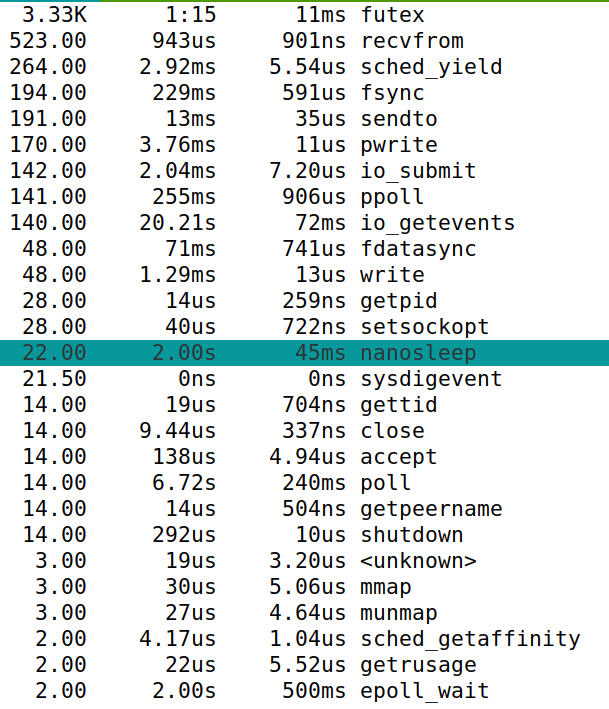 3.33K 1:15 11ms futex
523.00 943us 901ns recvfrom
264.00 2.92ms 5.54us sched_yield
194.00 229ms 591us fsync
191.00 13ms 35us sendto
170.00 3.76ms 11us pwrite
142.00 2.04ms 7.20us io_submit
141.00 255ms 906us ppoll
140.00 20.21s 72ms io_getevents
48.00 71ms 741us fdatasync
48.00 1.29ms 13us write
28.00 14us 259ns getpid
28.00 40us 722ns setsockopt
22.00 2.00s 45ms nanosleep
21.50 0ns 0ns sysdigevent
14.00 19us 704ns gettid
14.00 9.44us 337ns close
14.00 138us 4.94us accept
14.00 6.72s 240ms poll
14.00 14us 504ns getpeername
14.00 292us 10us shutdown
3.00 19us 3.20us <unknown>
3.00 30us 5.06us mmap
3.00 27us 4.64us munmap
2.00 4.17us 1.04us sched_getaffinity
2.00 22us 5.52us getrusage
2.00 2.00s 500ms epoll_wait